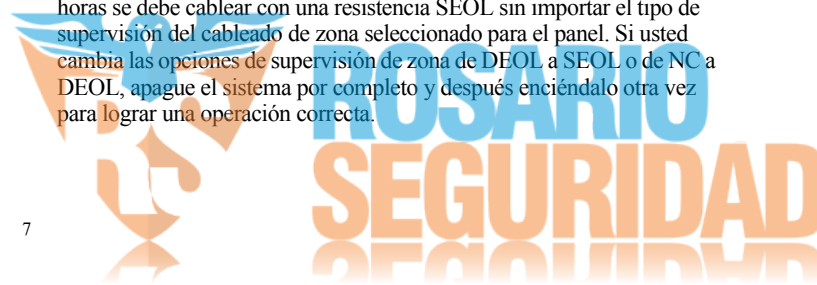 horas se debe cablear con una resistencia SEOL sin importar el tipo de
supervisión del cableado de zona seleccionado para el panel. Si usted
cambia las opciones de supervisión de zona de DEOL a SEOL o de NC a
DEOL, apague el sistema por completo y después enciéndalo otra vez
para lograr una operación correcta.
ROSARIO
SEGURIDAD
RS
7